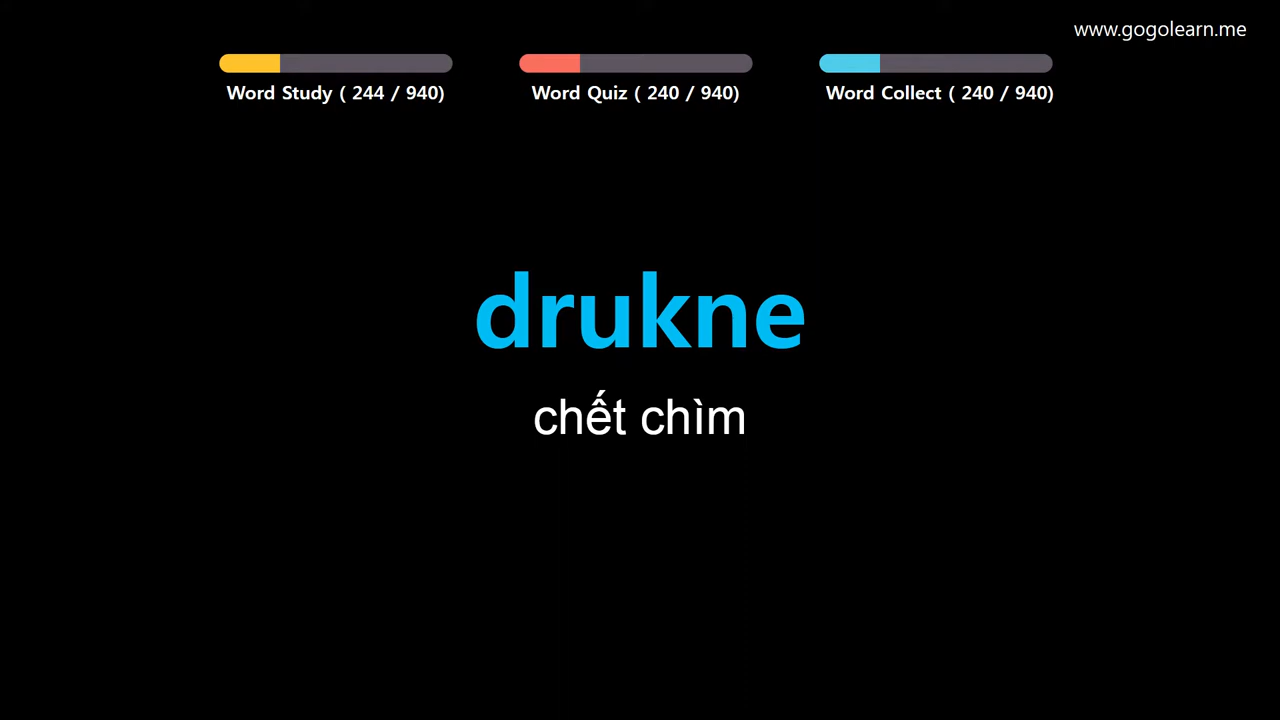 www.gogolearn.me
Word Study ( 244 / 940)
Word Quiz ( 240 / 940)
Word Collect ( 240 / 940)
drukne
chết chìm